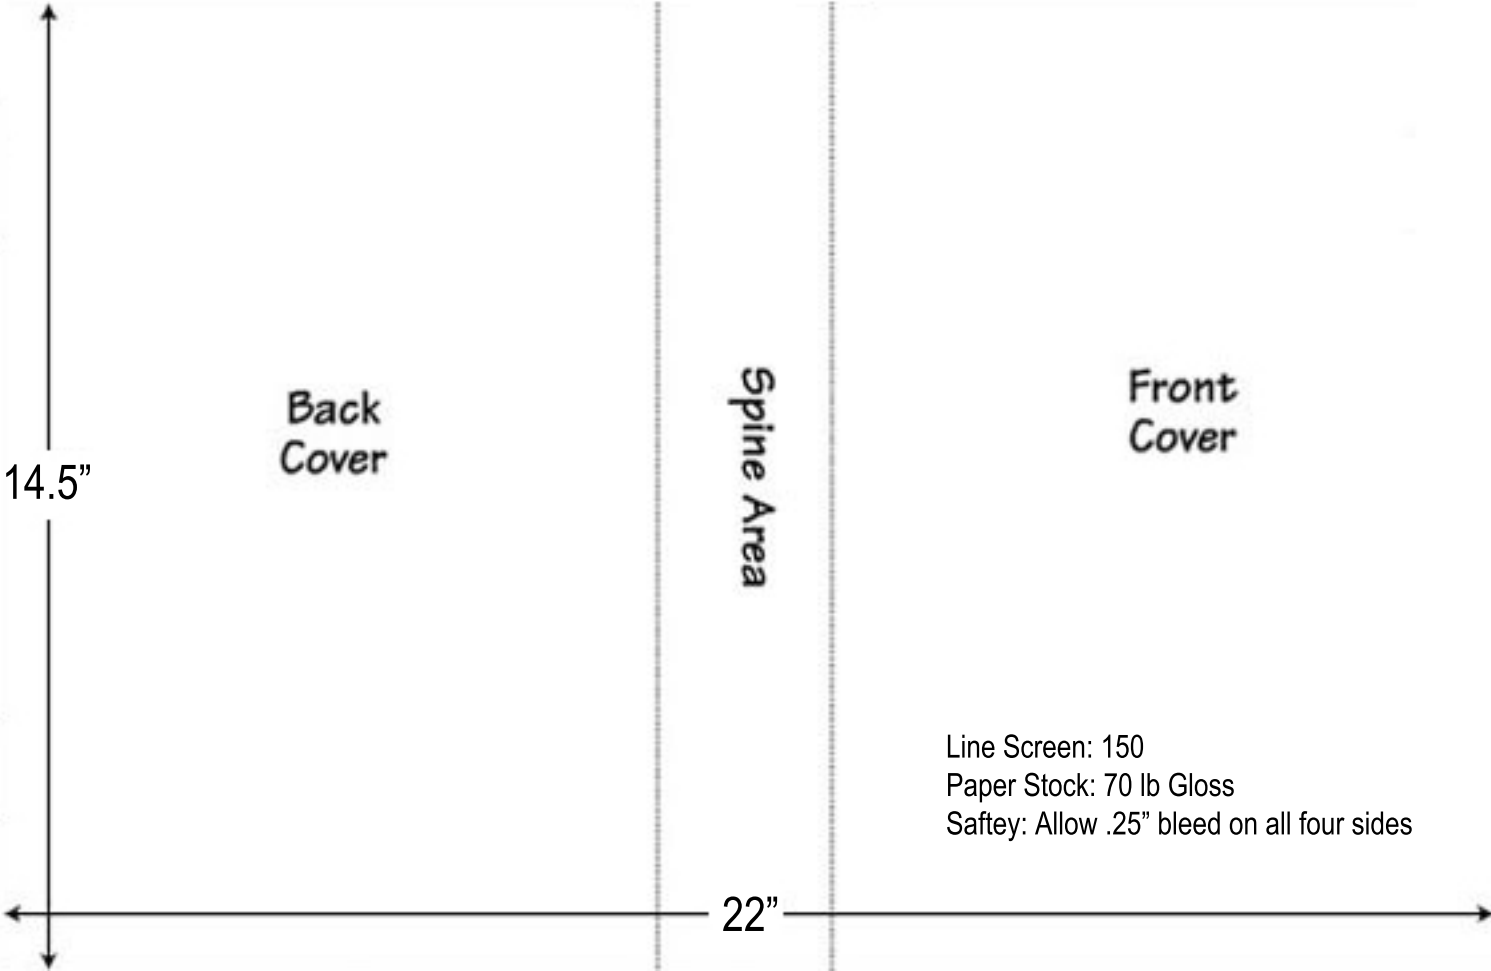 14.5”
Back
Cover
Spine Area
Front
Cover
Line Screen: 150
Paper Stock: 70 lb Gloss
Saftey: Allow .25” bleed on all four sides
22”